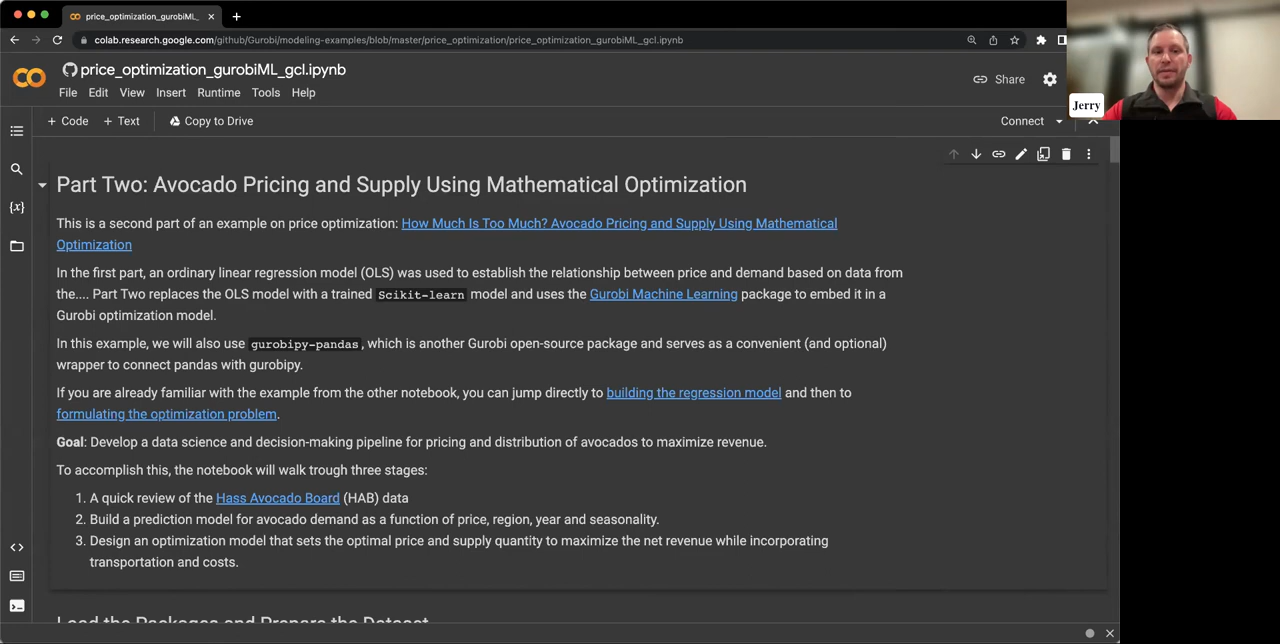 price_optimization_gurobiML_
colab.research.google.com/github/Gurobi/modeling-examples/blob/master/price_optimization/price_optimization_gurobiML_gcl.ipynb
price_optimization_gurobiML_gcl.ipynb
File Edit View Insert Runtime Tools Help
Share
Jerry
+ Code + Text Copy to Drive
Connect
Part Two: Avocado Pricing and Supply Using Mathematical Optimization
This is a second part of an example on price optimization: How Much Is Too Much? Avocado Pricing and Supply Using Mathematical
Optimization
In the first part, an ordinary linear regression model (OLS) was used to establish the relationship between price and demand based on data from
the.... Part Two replaces the OLS model with a trained Scikit-learn model and uses the Gurobi Machine Learning package to embed it in a
Gurobi optimization model.
In this example, we will also use gurobipy-pandas, which is another Gurobi open-source package and serves as a convenient (and optional)
wrapper to connect pandas with gurobipy.
If you are already familiar with the example from the other notebook, you can jump directly to building the regression model and then to
formulating the optimization problem.
Goal: Develop a data science and decision-making pipeline for pricing and distribution of avocados to maximize revenue.
To accomplish this, the notebook will walk trough three stages:
1. A quick review of the Hass Avocado Board (HAB) data
2. Build a prediction model for avocado demand as a function of price, region, year and seasonality.
3. Design an optimization model that sets the optimal price and supply quantity to maximize the net revenue while incorporating
transportation and costs.
Load the Packages and Prepare the Dataset